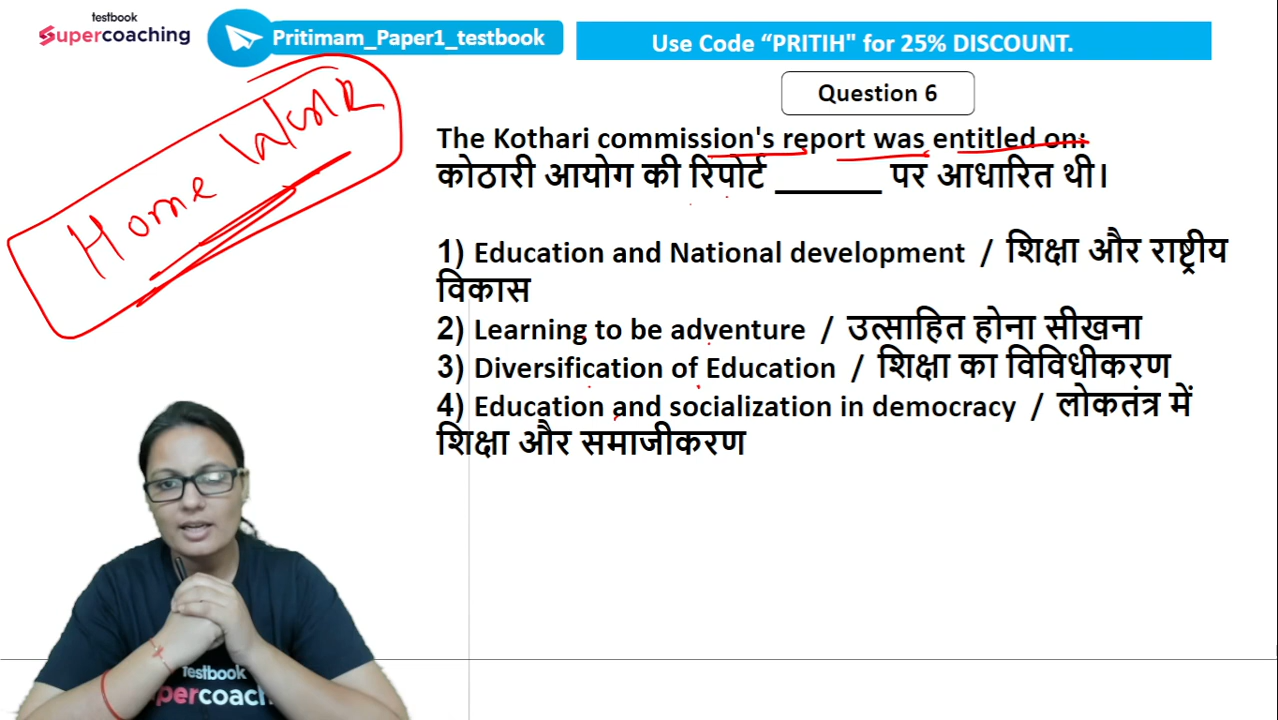 testbook
Supercoaching
Pritimam_Paper1_testbook
Use Code “PRITIH" for 25% DISCOUNT.
Question 6
Home Work
The Kothari commission's report was entitled on:
कोठारी आयोग की रिपोर्ट ______ पर आधारित थी।
1) Education and National development / शिक्षा और राष्ट्रीय
विकास
2) Learning to be adventure / उत्साहित होना सीखना
3) Diversification of Education / शिक्षा का विविधीकरण
4) Education and socialization in democracy / लोकतंत्र में
शिक्षा और समाजीकरण
testbook
percoach